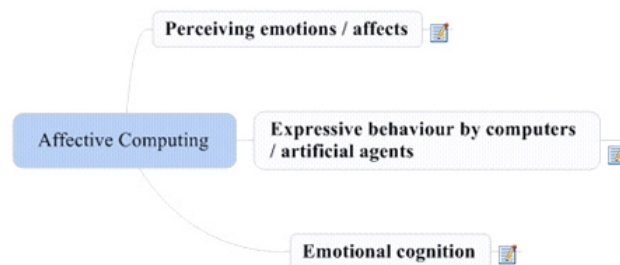 Perceiving emotions / affects
Affective Computing
Expressive behaviour by computers
/ artificial agents
Emotional cognition